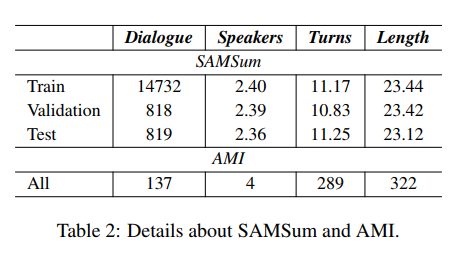 Dialogue Speakers Turns Length
SAMSum
Train 14732 2.40 11.17 23.44
Validation 818 2.39 10.83 23.42
Test 819 2.36 11.25 23.12
AMI
All 137 4 289 322
Table 2: Details about SAMSum and AMI.